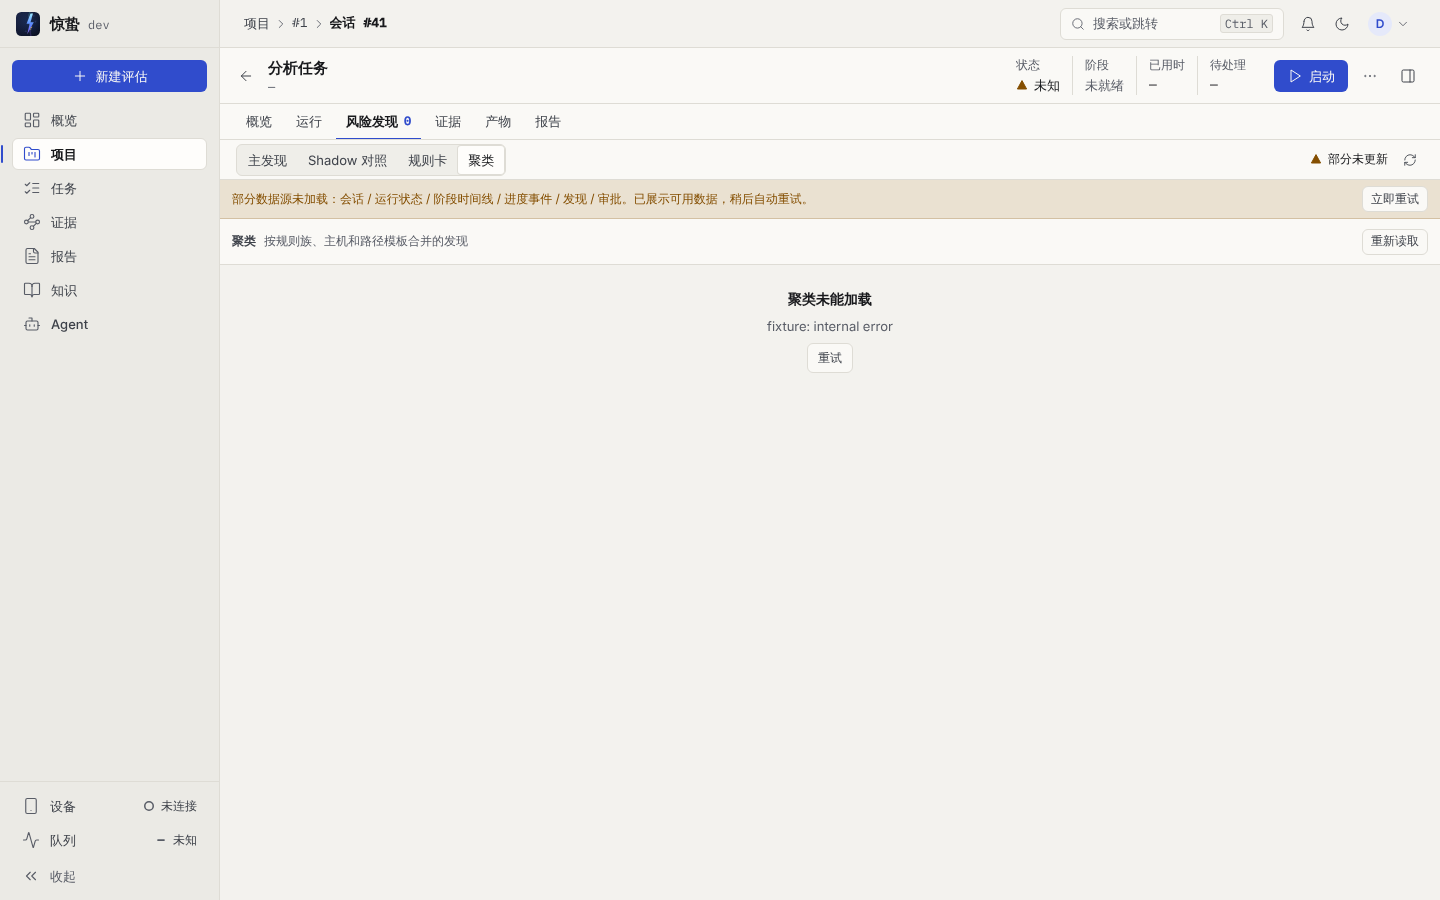 惊蛰 dev
项目 > #1 > 会话 #41
搜索或跳转 Ctrl K
D
新建评估
概览
项目
任务
证据
报告
知识
Agent
设备 未连接
队列 — 未知
收起
分析任务
—
状态
未知
阶段
未就绪
已用时
—
待处理
—
启动
概览 运行 风险发现 0 证据 产物 报告
主发现 Shadow 对照 规则卡 聚类
部分未更新
部分数据源未加载：会话 / 运行状态 / 阶段时间线 / 进度事件 / 发现 / 审批。已展示可用数据，稍后自动重试。
立即重试
聚类 按规则族、主机和路径模板合并的发现
重新读取
聚类未能加载
fixture: internal error
重试